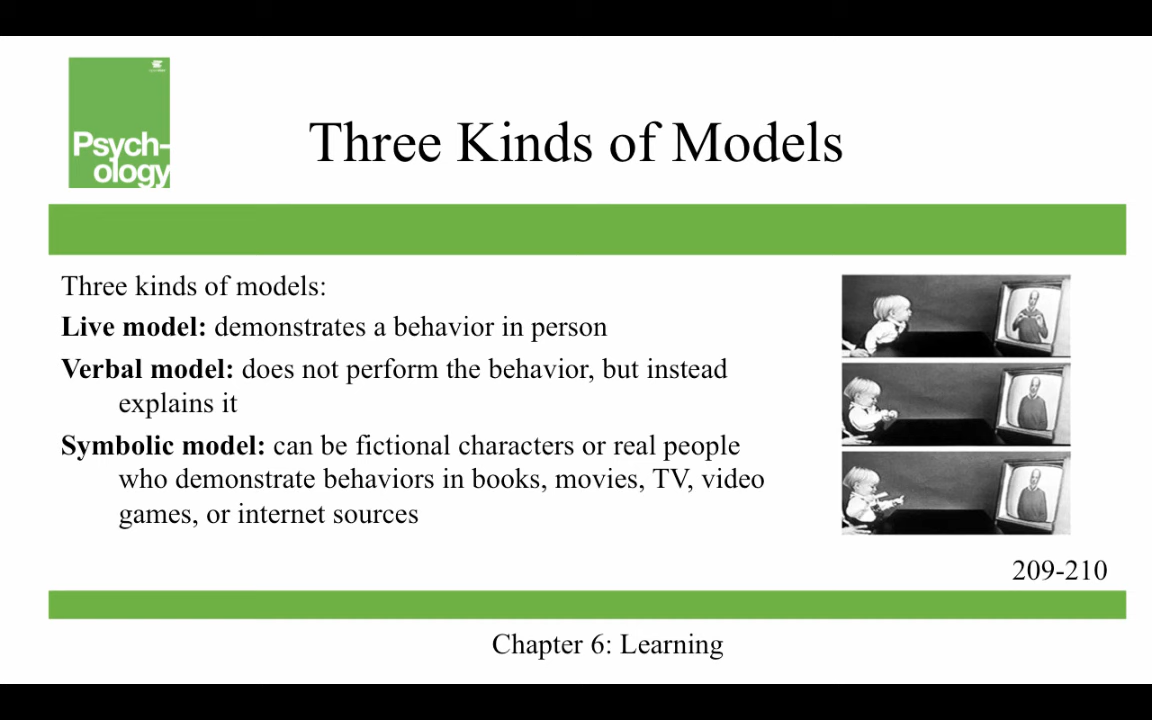 Psych-
ology
Three Kinds of Models
Three kinds of models:
Live model: demonstrates a behavior in person
Verbal model: does not perform the behavior, but instead
explains it
Symbolic model: can be fictional characters or real people
who demonstrate behaviors in books, movies, TV, video
games, or internet sources
209-210
Chapter 6: Learning